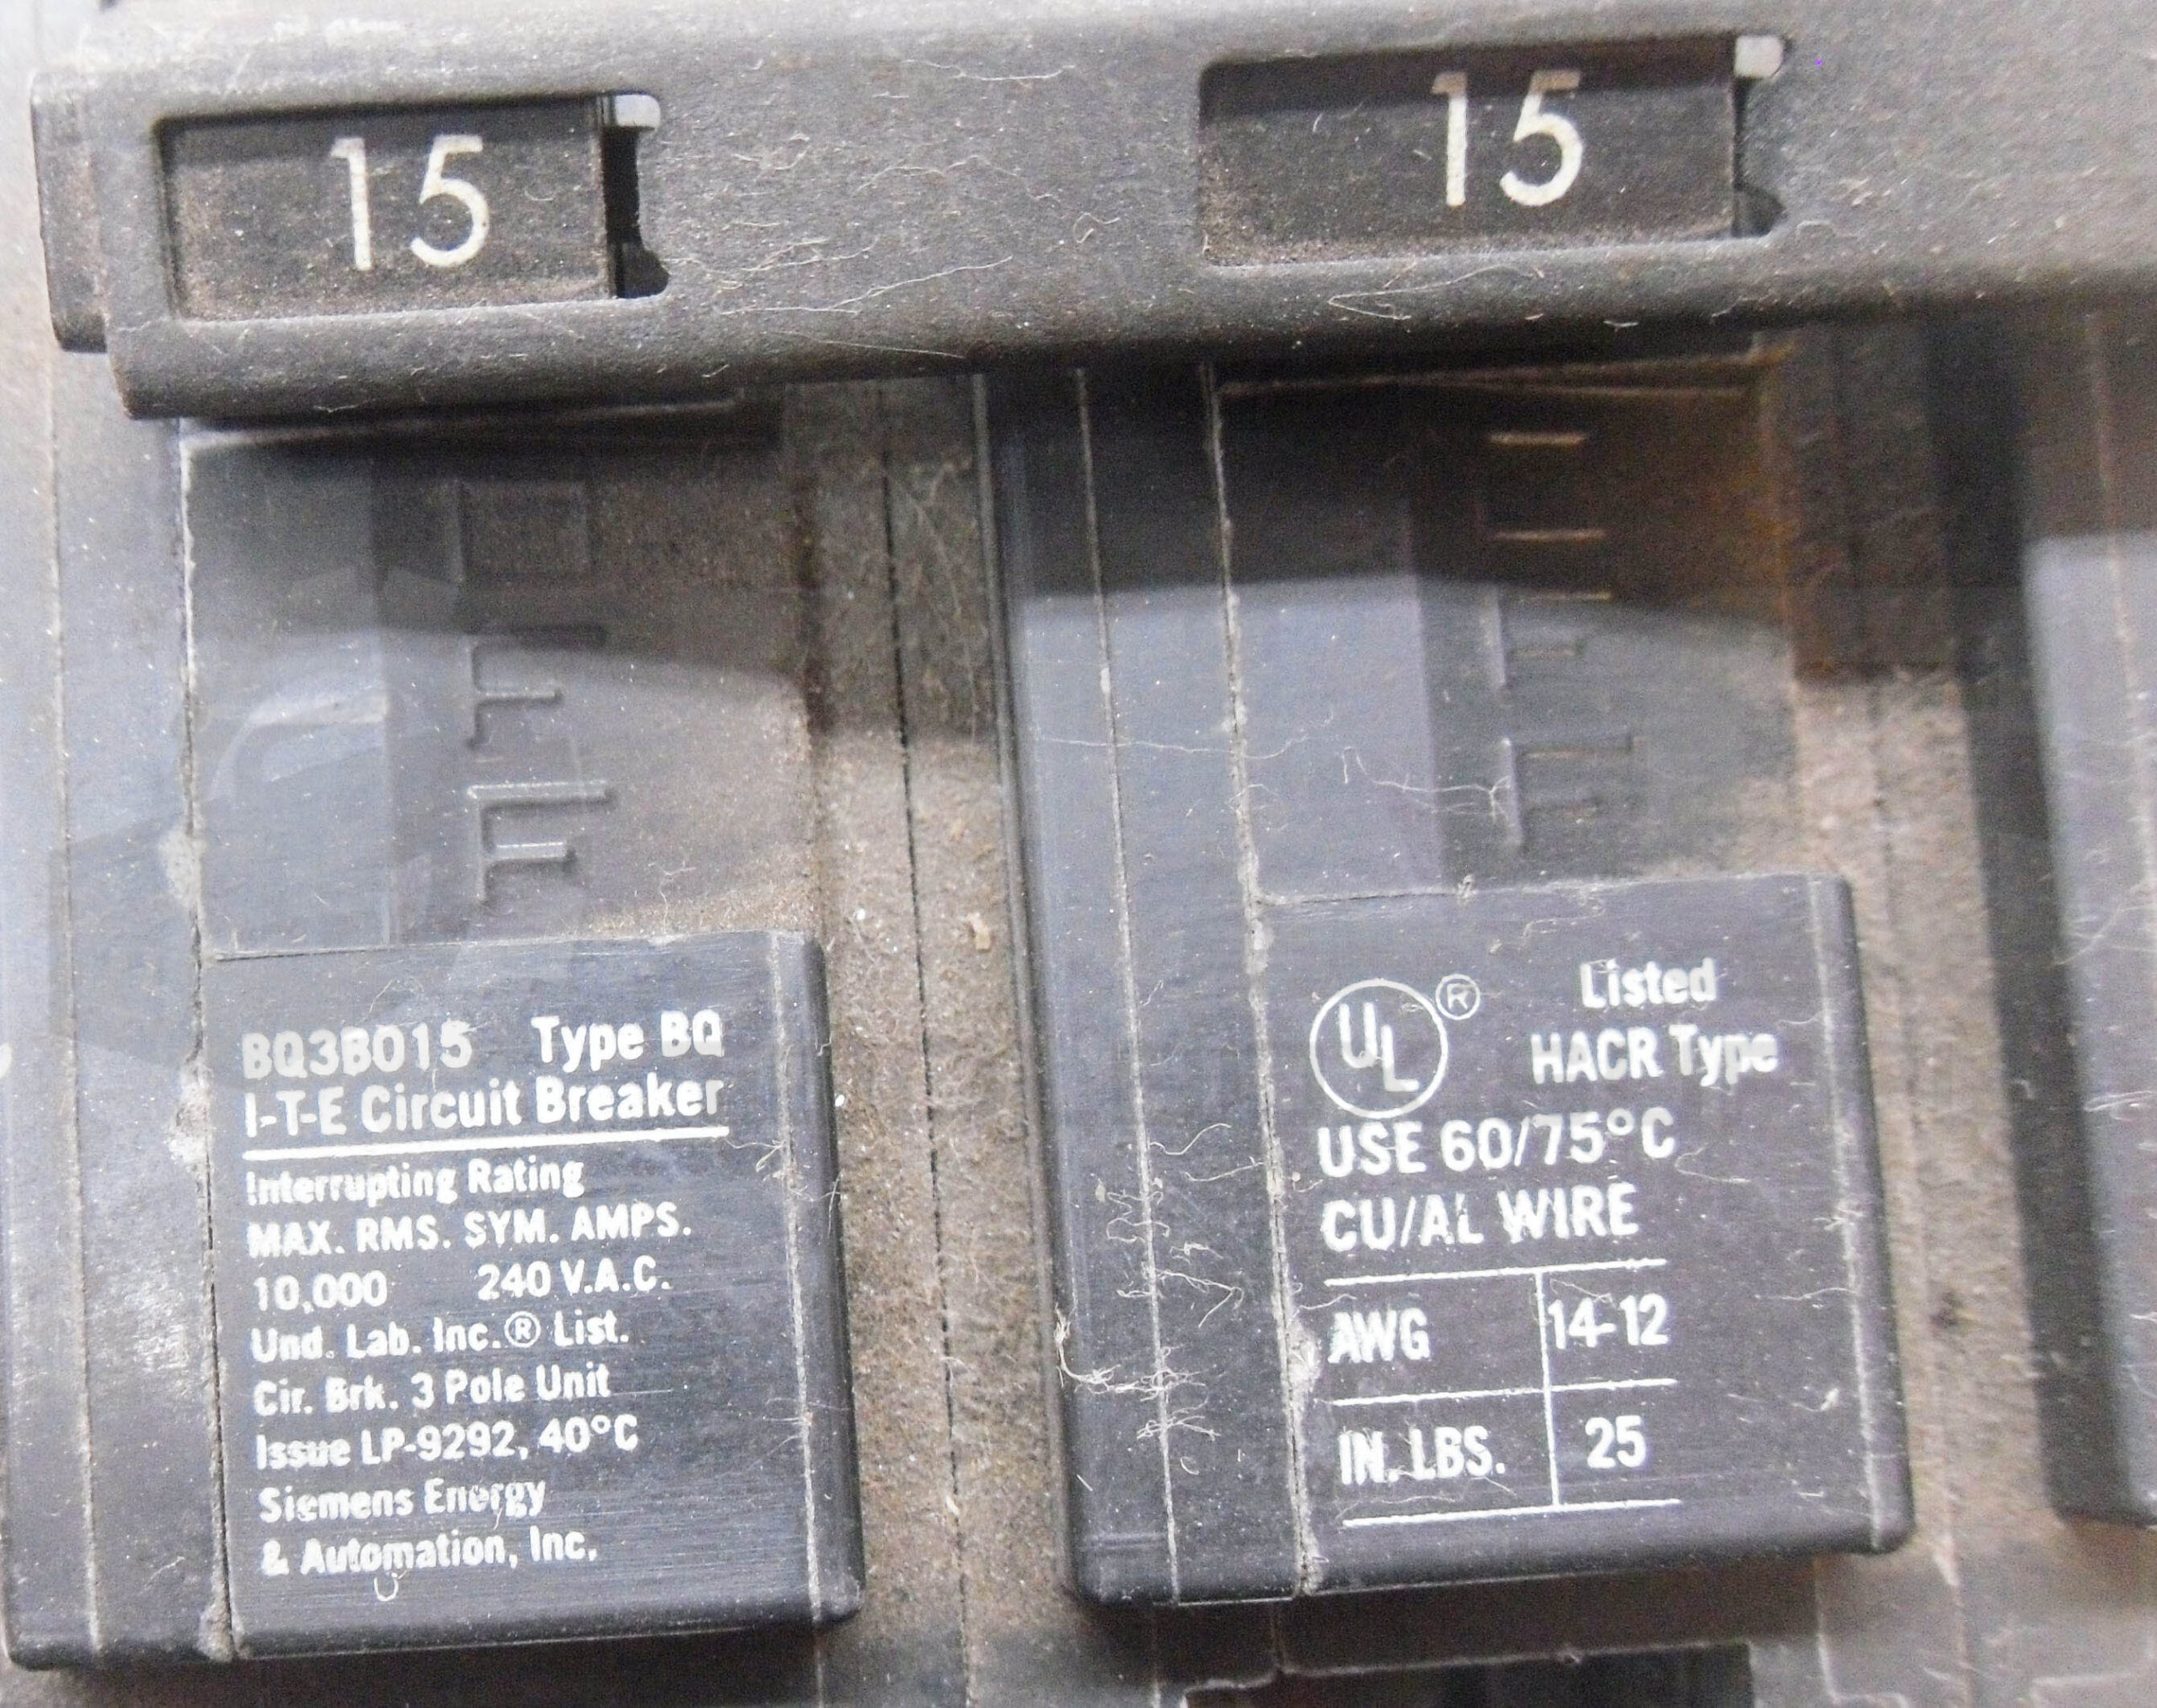 15
15
OFF
OFF
BQ3B015 Type BQ
I-T-E Circuit Breaker
Interrupting Rating
MAX. RMS. SYM. AMPS.
10,000 240 V.A.C.
Und. Lab. Inc.® List.
Cir. Brk. 3 Pole Unit
Issue LP-9292, 40°C
Siemens Energy
& Automation, Inc.
UL® Listed
HACR Type
USE 60/75°C
CU/AL WIRE
AWG 14-12
IN. LBS. 25